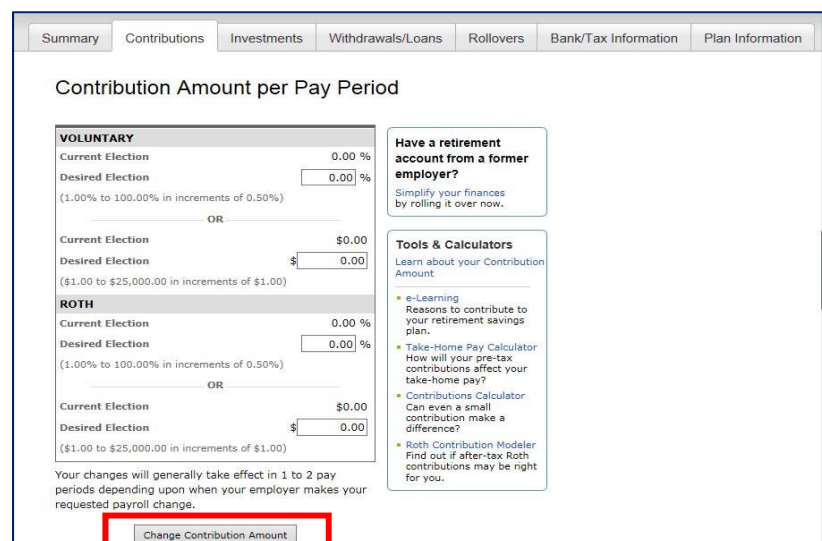 Summary Contributions Investments Withdrawals/Loans Rollovers Bank/Tax Information Plan Information
Contribution Amount per Pay Period
VOLUNTARY
Current Election 0.00 %
Desired Election 0.00 %
(1.00% to 100.00% in increments of 0.50%)
OR
Current Election $0.00
Desired Election $ 0.00
($1.00 to $25,000.00 in increments of $1.00)
ROTH
Current Election 0.00 %
Desired Election 0.00 %
(1.00% to 100.00% in increments of 0.50%)
OR
Current Election $0.00
Desired Election $ 0.00
($1.00 to $25,000.00 in increments of $1.00)
Your changes will generally take effect in 1 to 2 pay
periods depending upon when your employer makes your
requested payroll change.
Change Contribution Amount
Have a retirement
account from a former
employer?
Simplify your finances
by rolling it over now.
Tools & Calculators
Learn about your Contribution
Amount
e-Learning
Reasons to contribute to
your retirement savings
plan.
Take-Home Pay Calculator
How will your pre-tax
contributions affect your
take-home pay?
Contributions Calculator
Can even a small
contribution make a
difference?
Roth Contribution Modeler
Find out if after-tax Roth
contributions may be right
for you.